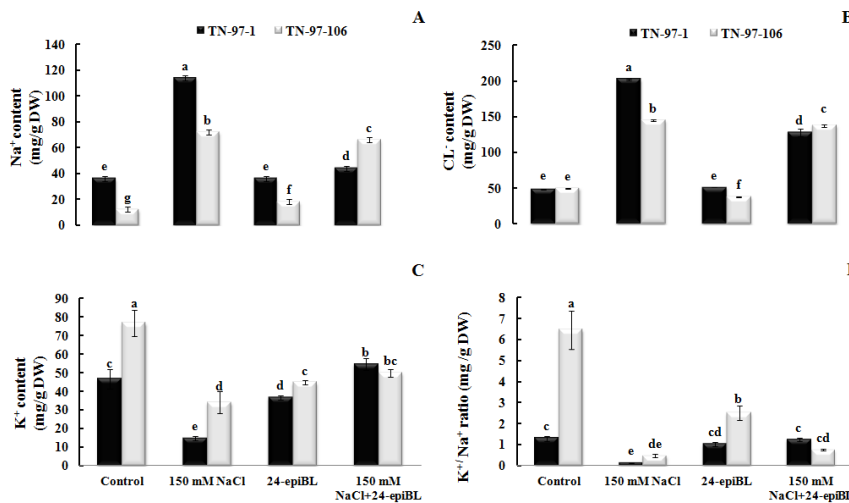 A
TN-97-1 TN-97-106
Na+ content
(mg/g DW)
140
120
100
80
60
40
20
0
e g a b e f d c
B
TN-97-1 TN-97-106
CL- content
(mg/g DW)
250
200
150
100
50
0
e e a b e f d c
C
K+ content
(mg/g DW)
90
80
70
60
50
40
30
20
10
0
c a e d d c b bc
Control 150 mM NaCl 24-epiBL 150 mM
NaCl+24-epiBL
K+/ Na+ ratio (mg /g DW)
8
7
6
5
4
3
2
1
0
c a e de cd b c cd
Control 150 mM NaCl 24-epiBL 150 mM
NaCl+24-epiBL